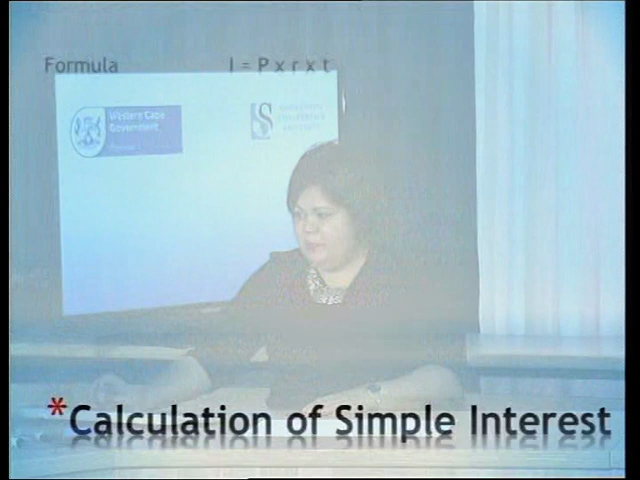 Formula I = P x r x t
Western Cape
Government
*Calculation of Simple Interest